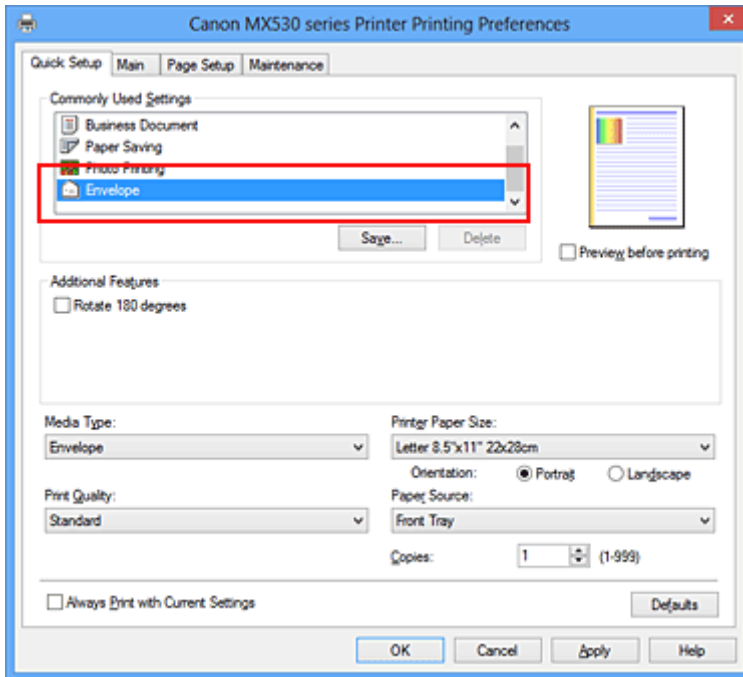 Canon MX530 series Printer Printing Preferences
Quick Setup Main Page Setup Maintenance
Commonly Used Settings
Business Document
Paper Saving
Photo Printing
Envelope
Save... Delete
Preview before printing
Additional Features
Rotate 180 degrees
Media Type: Printer Paper Size:
Envelope Letter 8.5"x11" 22x28cm
Orientation: Portrait Landscape
Print Quality: Paper Source:
Standard Front Tray
Copies: 1 (1-999)
Always Print with Current Settings Defaults
OK Cancel Apply Help